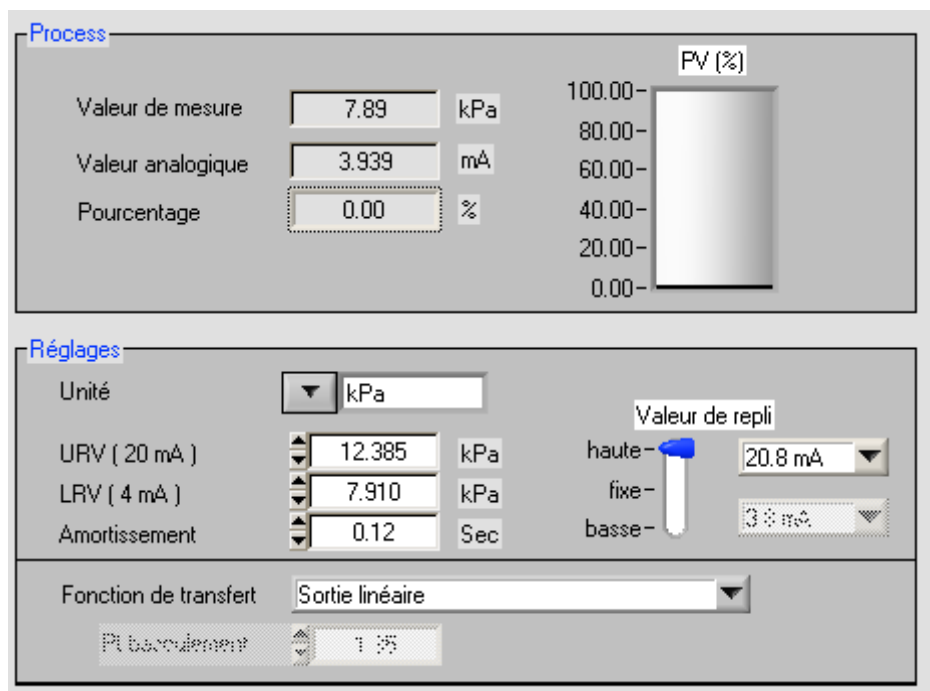 Process
PV (%)
Valeur de mesure 7.89 kPa
Valeur analogique 3.939 mA
Pourcentage 0.00 %
100.00
80.00
60.00
40.00
20.00
0.00
Réglages
Unité kPa
URV ( 20 mA ) 12.385 kPa
LRV ( 4 mA ) 7.910 kPa
Amortissement 0.12 Sec
Valeur de repli
haute 20.8 mA
fixe
basse mA
Fonction de transfert Sortie linéaire
Pt basculement